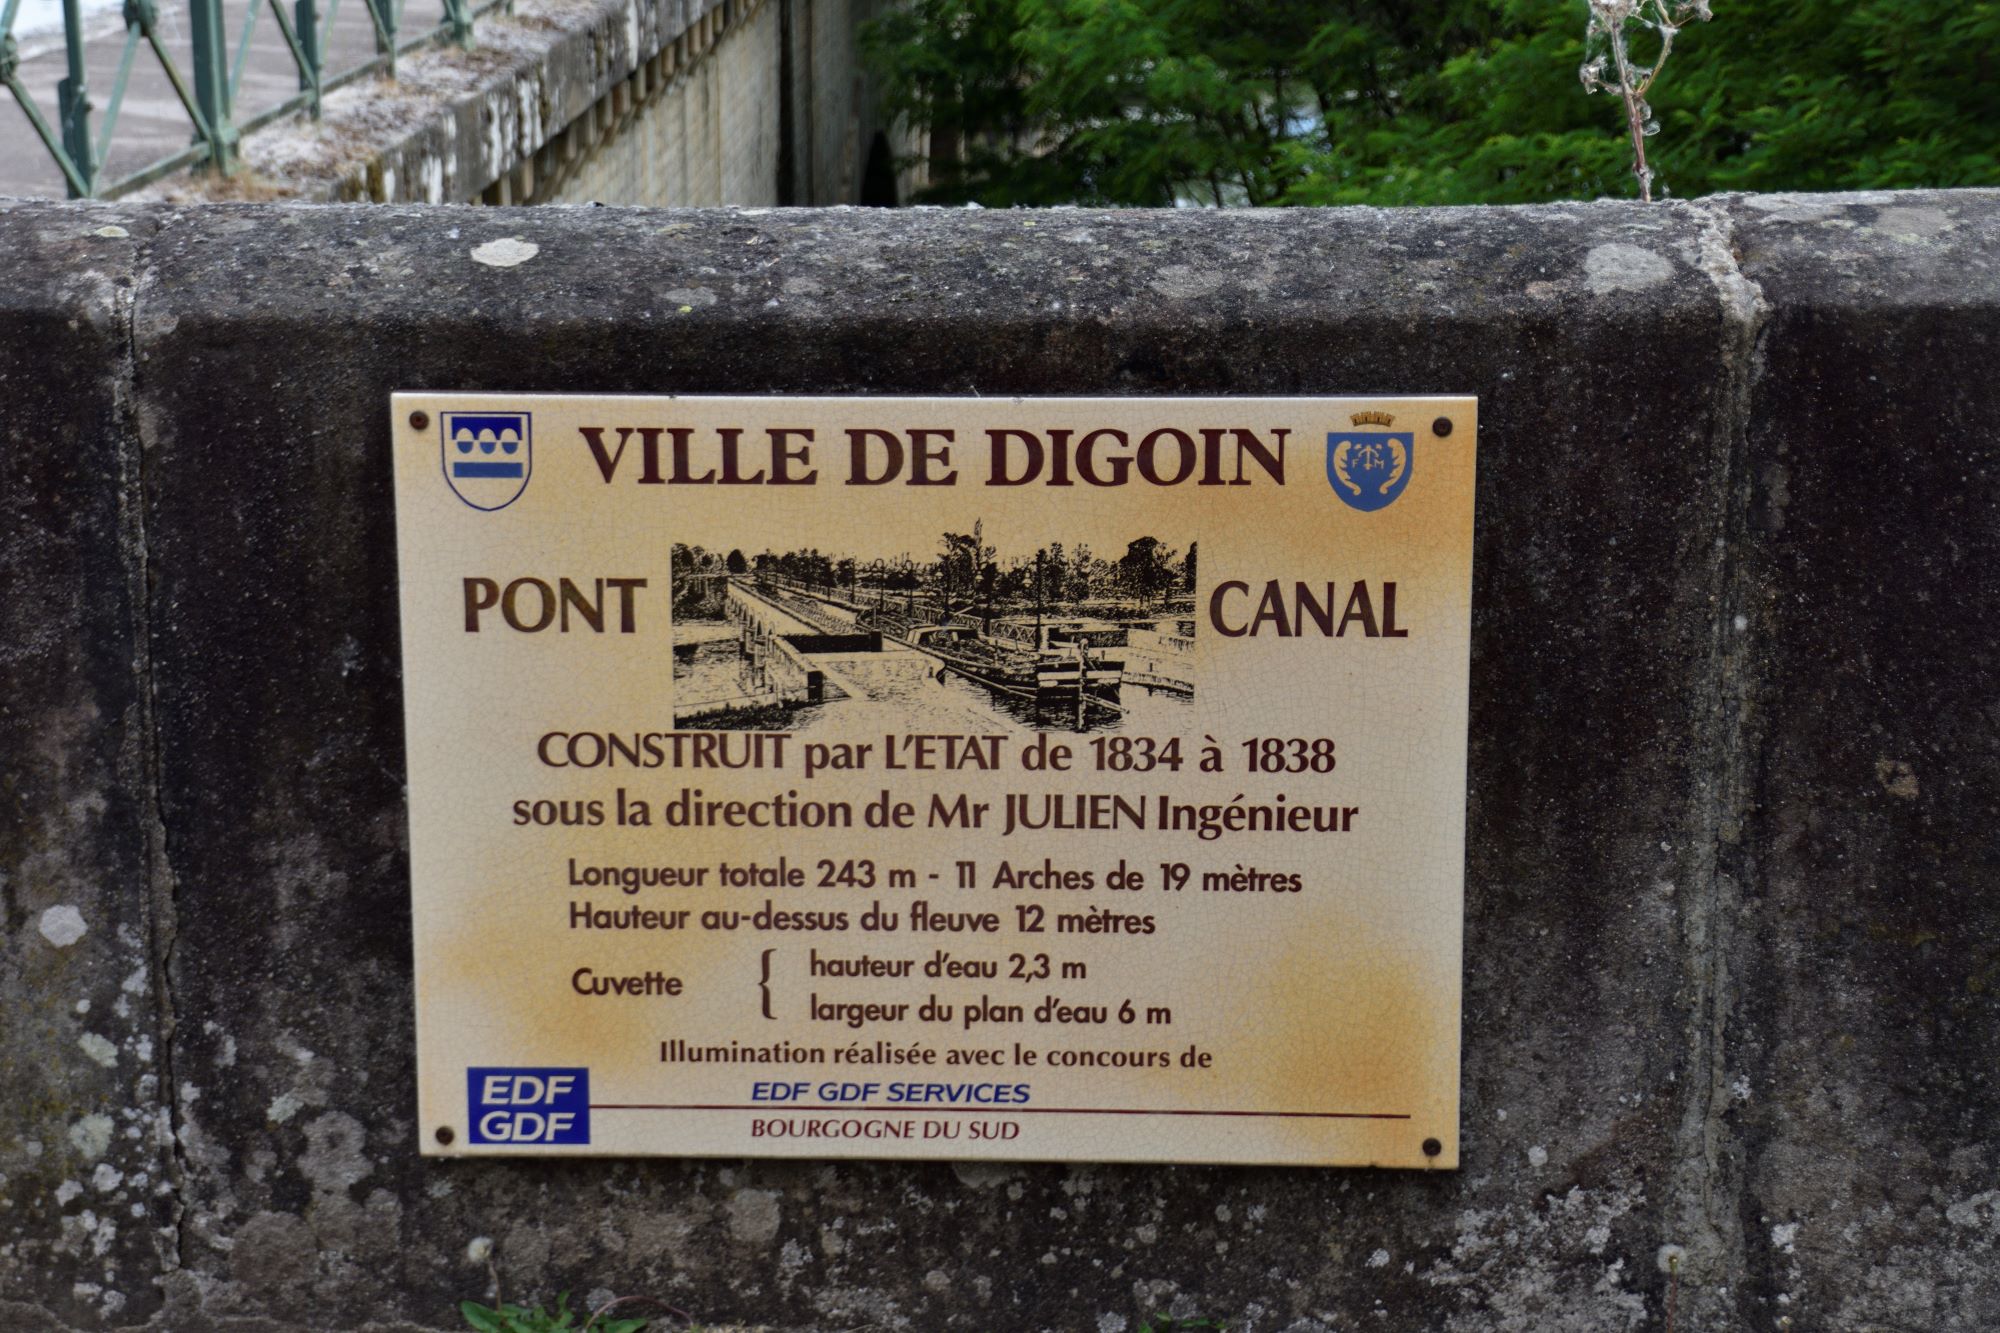 VILLE DE DIGOIN
F M
PONT CANAL
CONSTRUIT par L'ETAT de 1834 à 1838
sous la direction de Mr JULIEN Ingénieur
Longueur totale 243 m - 11 Arches de 19 mètres
Hauteur au-dessus du fleuve 12 mètres
Cuvette { hauteur d'eau 2,3 m
largeur du plan d'eau 6 m
Illumination réalisée avec le concours de
EDF
GDF
EDF GDF SERVICES
BOURGOGNE DU SUD